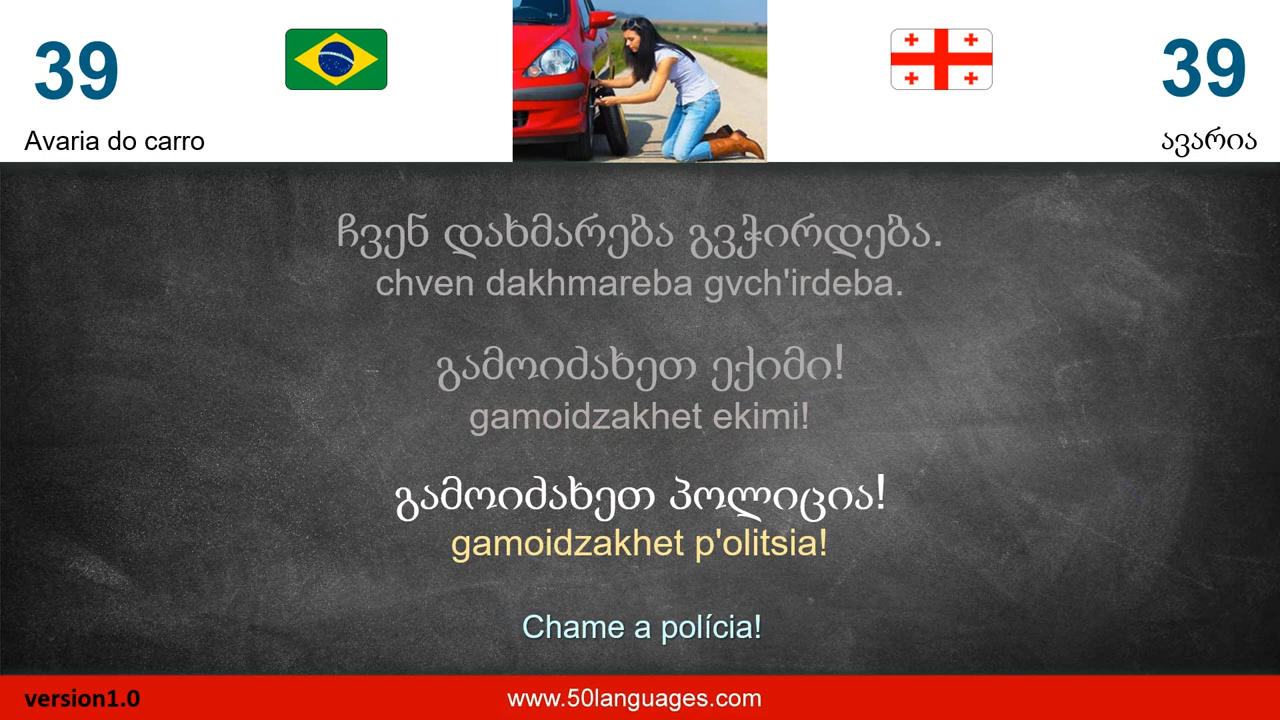 39
39
Avaria do carro
ავარია
ჩვენ დახმარება გვჭირდება.
chven dakhmareba gvch'irdeba.
გამოიძახეთ ექიმი!
gamoidzakhet ekimi!
გამოიძახეთ პოლიცია!
gamoidzakhet p'olitsia!
Chame a polícia!
version1.0
www.50languages.com